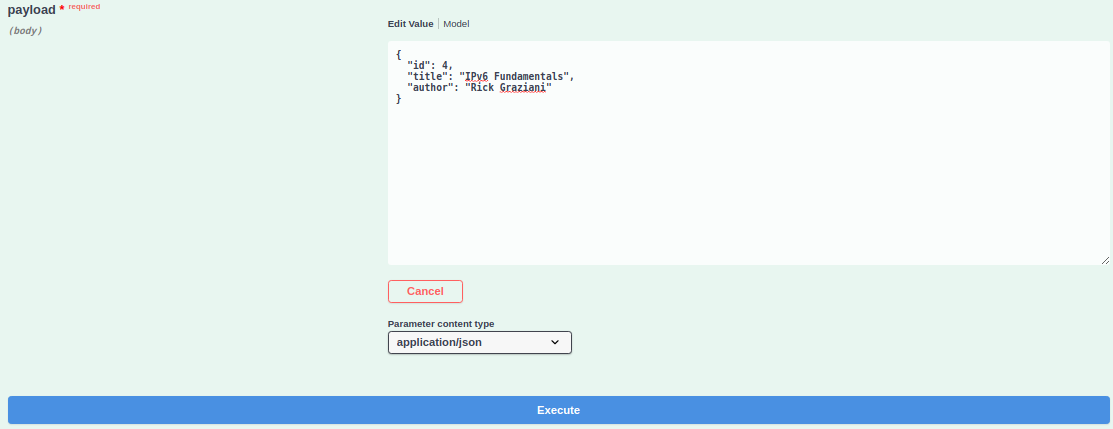 payload * required
(body)
Edit Value | Model
{
  "id": 4,
  "title": "IPv6 Fundamentals",
  "author": "Rick Graziani"
}
Cancel
Parameter content type
application/json
Execute